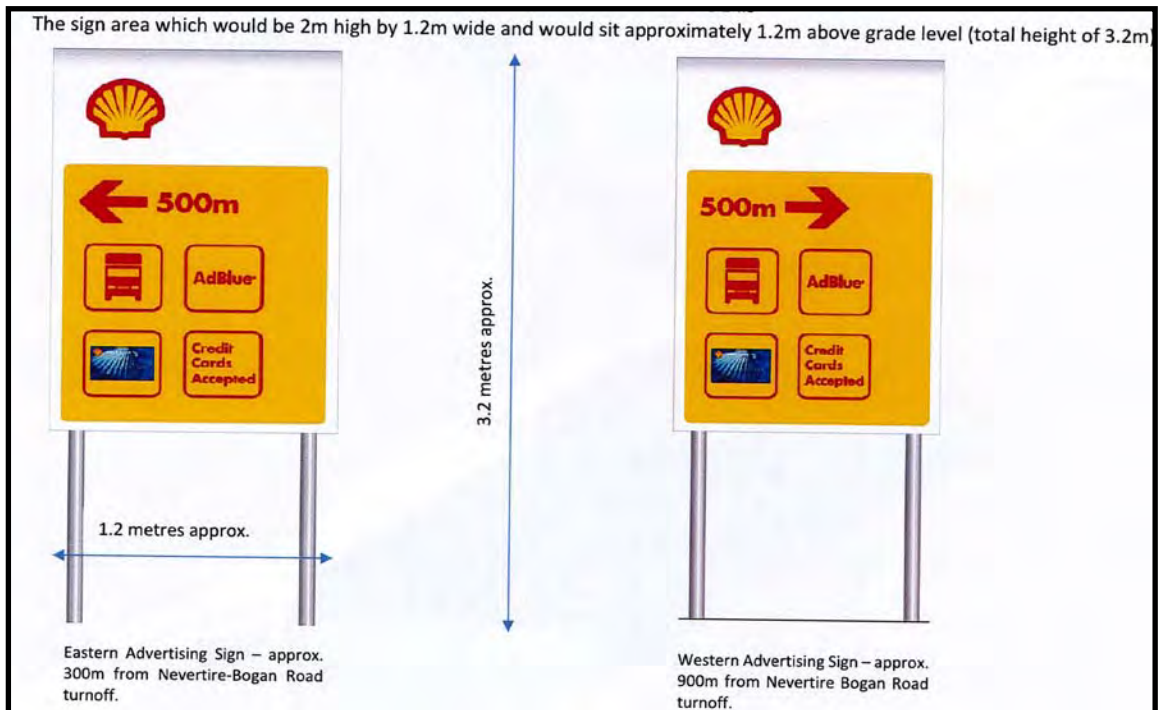 The sign area which would be 2m high by 1.2m wide and would sit approximately 1.2m above grade level (total height of 3.2m)
500m
AdBlue
Credit
Cards
Accepted
1.2 metres approx.
Eastern Advertising Sign – approx.
300m from Nevertire-Bogan Road
turnoff.
3.2 metres approx.
500m
AdBlue
Credit
Cards
Accepted
Western Advertising Sign – approx.
900m from Nevertire Bogan Road
turnoff.